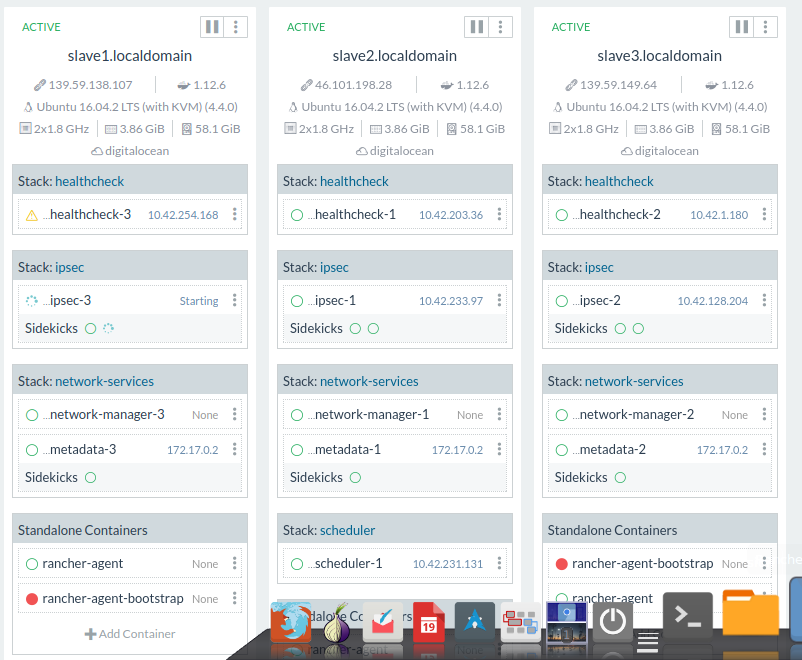 ACTIVE
slave1.localdomain
139.59.138.107 1.12.6
Ubuntu 16.04.2 LTS (with KVM) (4.4.0)
2x1.8 GHz 3.86 GiB 58.1 GiB
digitalocean
Stack: healthcheck
...healthcheck-3 10.42.254.168
Stack: ipsec
...ipsec-3 Starting
Sidekicks
Stack: network-services
...network-manager-3 None
...metadata-3 172.17.0.2
Sidekicks
Standalone Containers
rancher-agent None
rancher-agent-bootstrap None
Add Container
ACTIVE
slave2.localdomain
46.101.198.28 1.12.6
Ubuntu 16.04.2 LTS (with KVM) (4.4.0)
2x1.8 GHz 3.86 GiB 58.1 GiB
digitalocean
Stack: healthcheck
...healthcheck-1 10.42.203.36
Stack: ipsec
...ipsec-1 10.42.233.97
Sidekicks
Stack: network-services
...network-manager-1 None
...metadata-1 172.17.0.2
Sidekicks
Stack: scheduler
...scheduler-1 10.42.231.131
ACTIVE
slave3.localdomain
139.59.149.64 1.12.6
Ubuntu 16.04.2 LTS (with KVM) (4.4.0)
2x1.8 GHz 3.86 GiB 58.1 GiB
digitalocean
Stack: healthcheck
...healthcheck-2 10.42.1.180
Stack: ipsec
...ipsec-2 10.42.128.204
Sidekicks
Stack: network-services
...network-manager-2 None
...metadata-2 172.17.0.2
Sidekicks
Standalone Containers
rancher-agent-bootstrap None
rancher-agent
19
1